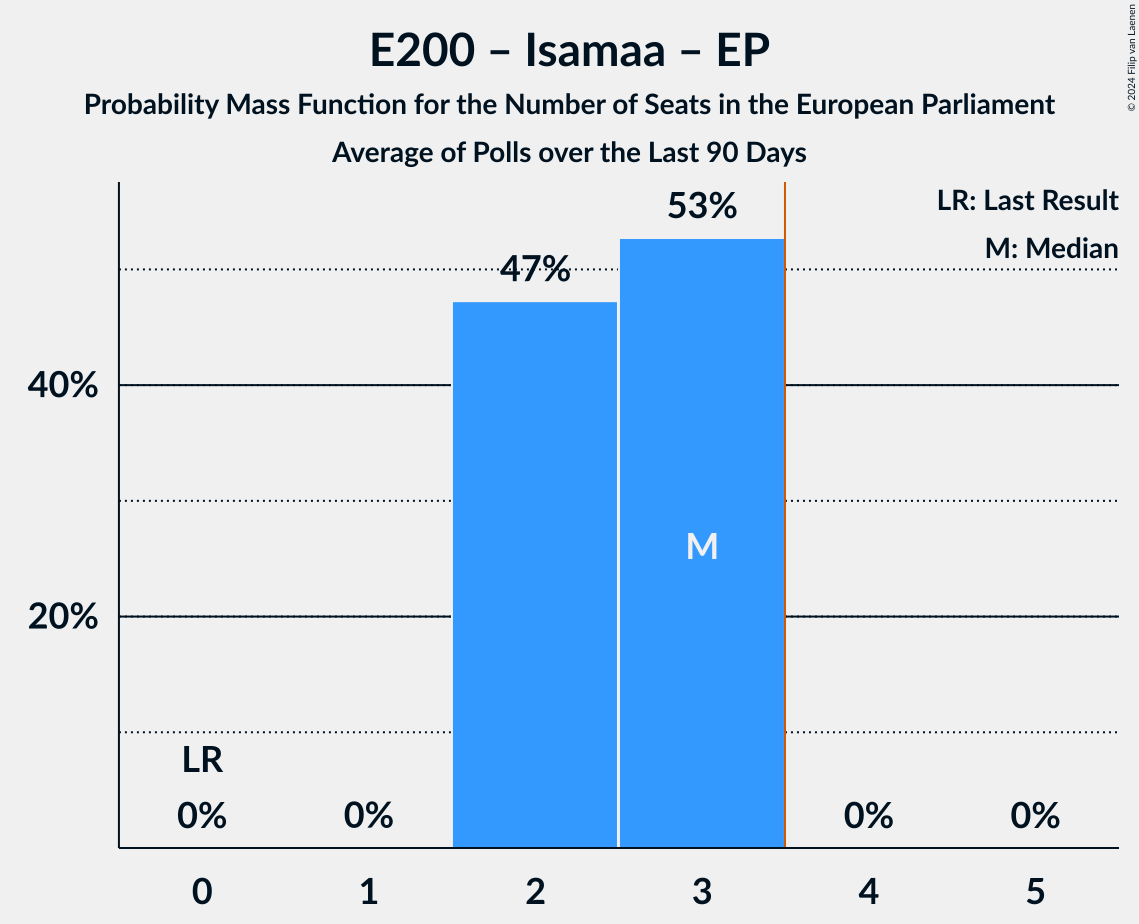 E200 – Isamaa – EP
Probability Mass Function for the Number of Seats in the European Parliament
Average of Polls over the Last 90 Days
© 2024 Filip van Laenen
LR: Last Result
M: Median
53%
47%
40%
20%
M
LR
0%
0%
0%
0%
0
1
2
3
4
5